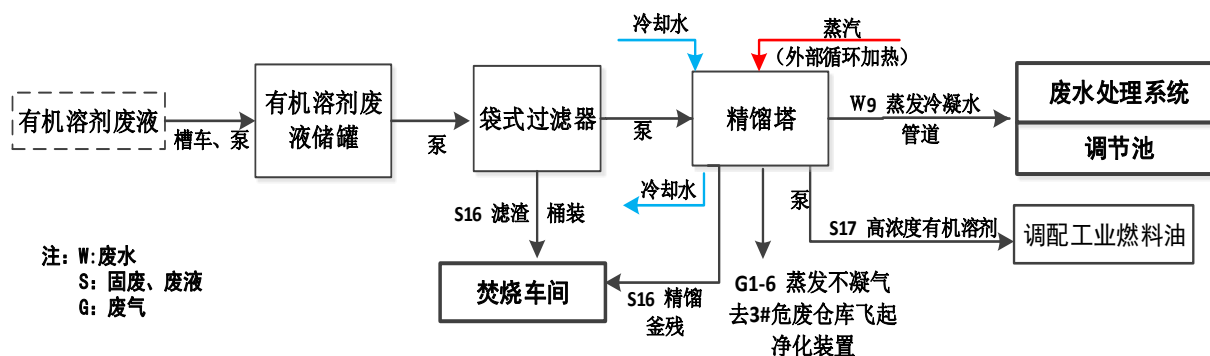 冷却水
蒸汽
（外部循环加热）
有机溶剂废液
槽车、泵
有机溶剂废
液储罐
泵
袋式过滤器
泵
精馏塔
W9 蒸发冷凝水
管道
废水处理系统
调节池
冷却水
S16 滤渣
桶装
泵
S17 高浓度有机溶剂
调配工业燃料油
注：W:废水
S：固废、废液
G：废气
焚烧车间
S16 精馏
釜残
G1-6 蒸发不凝气
去3#危废仓库飞起
净化装置